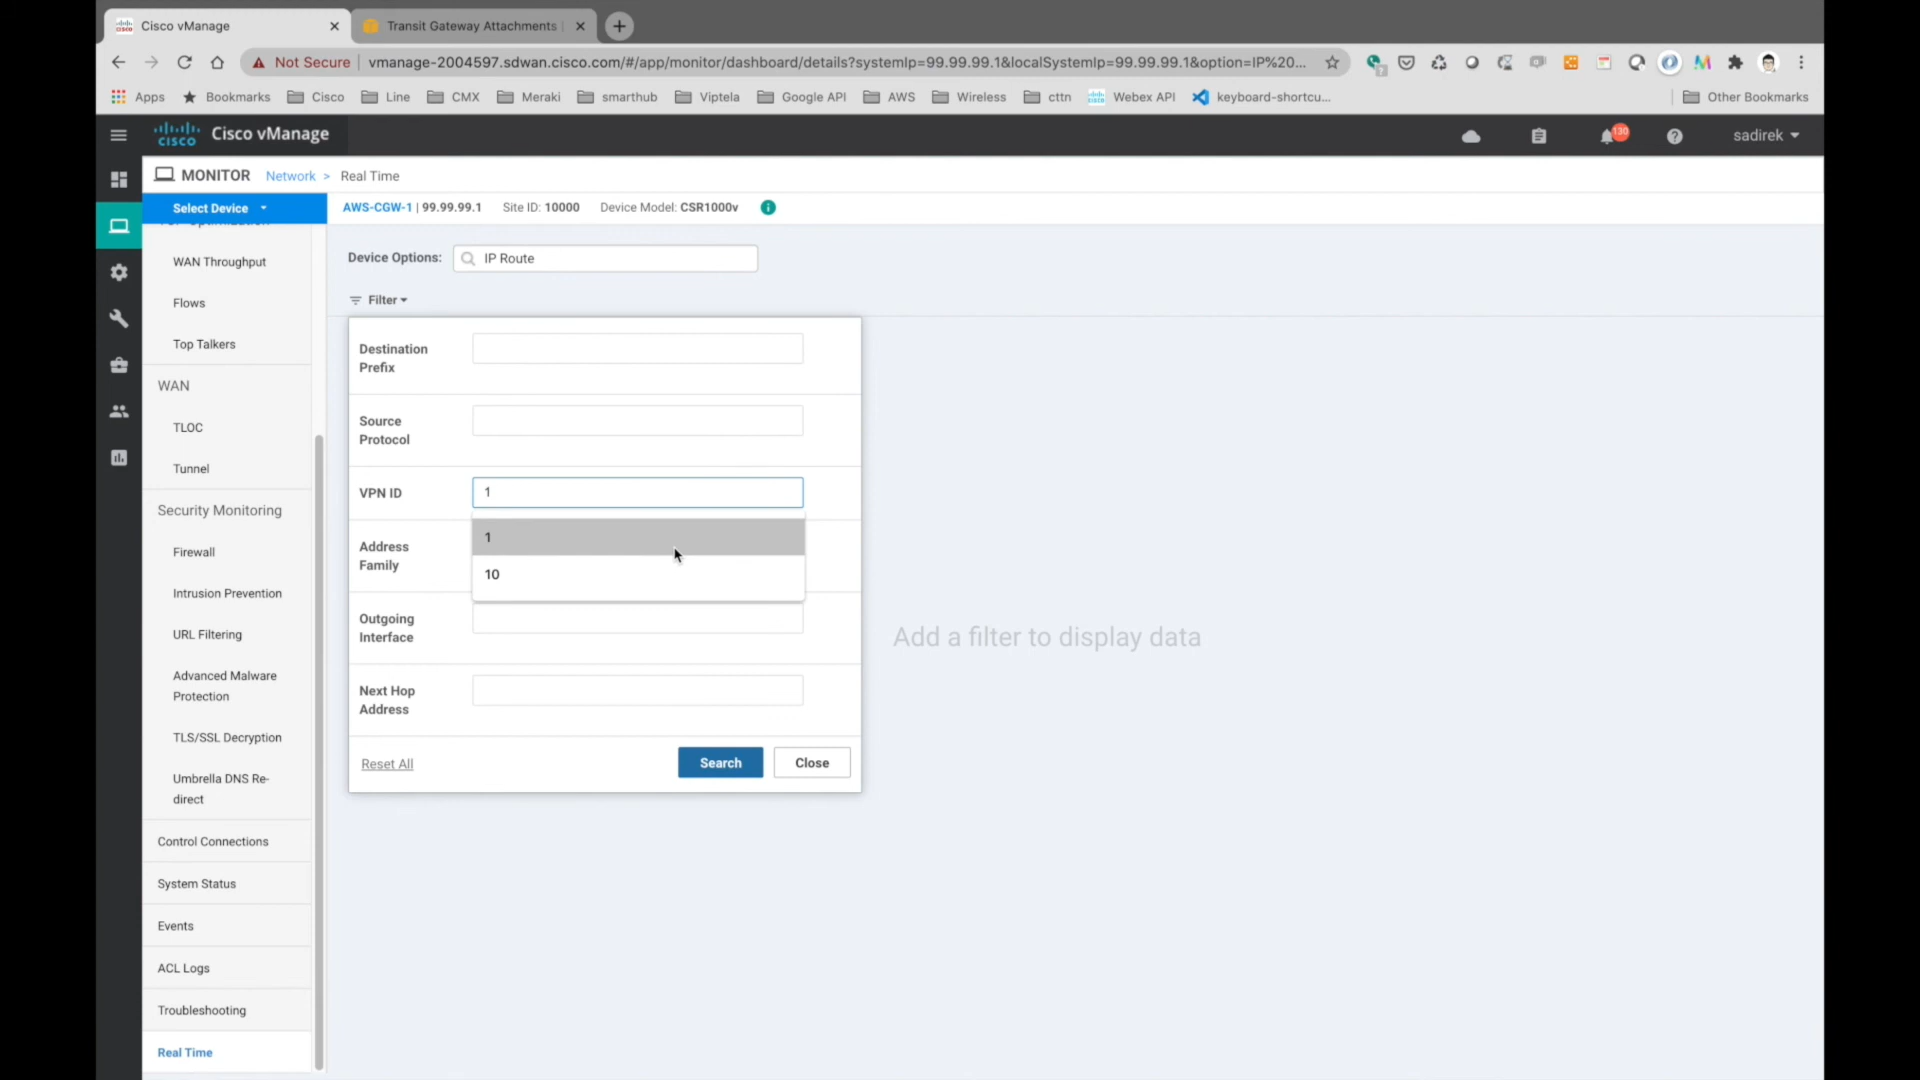 Cisco vManage
Transit Gateway Attachments
Not Secure
vmanage-2004597.sdwan.cisco.com/#/app/monitor/dashboard/details?systemIp=99.99.99.1&localSystemIp=99.99.99.1&option=IP%20...
Apps
Bookmarks
Cisco
Line
CMX
Meraki
smarthub
Viptela
Google API
AWS
Wireless
cttn
Webex API
keyboard-shortcu...
Other Bookmarks
CISCO
Cisco vManage
130
sadirek
MONITOR
Network >
Real Time
Select Device
AWS-CGW-1 | 99.99.99.1
Site ID: 10000
Device Model: CSR1000v
WAN Throughput
Flows
Top Talkers
WAN
TLOC
Tunnel
Security Monitoring
Firewall
Intrusion Prevention
URL Filtering
Advanced Malware
Protection
TLS/SSL Decryption
Umbrella DNS Re-
direct
Control Connections
System Status
Events
ACL Logs
Troubleshooting
Real Time
Device Options:
IP Route
Filter
Destination
Prefix
Source
Protocol
VPN ID
1
1
10
Address
Family
Outgoing
Interface
Next Hop
Address
Reset All
Search
Close
Add a filter to display data